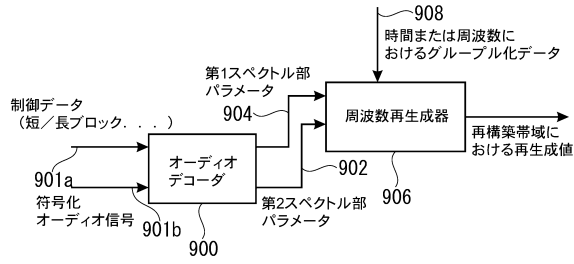 908
時間または周波数に
おけるグループル化データ
第1スペクトル部
パラメータ
904
制御データ
（短／長ブロック．．．）
901a
オーディオ
デコーダ
周波数再生成器
再構築帯域に
おける再生成値
902
906
符号化
オーディオ信号
901b
900
第2スペクトル部
パラメータ